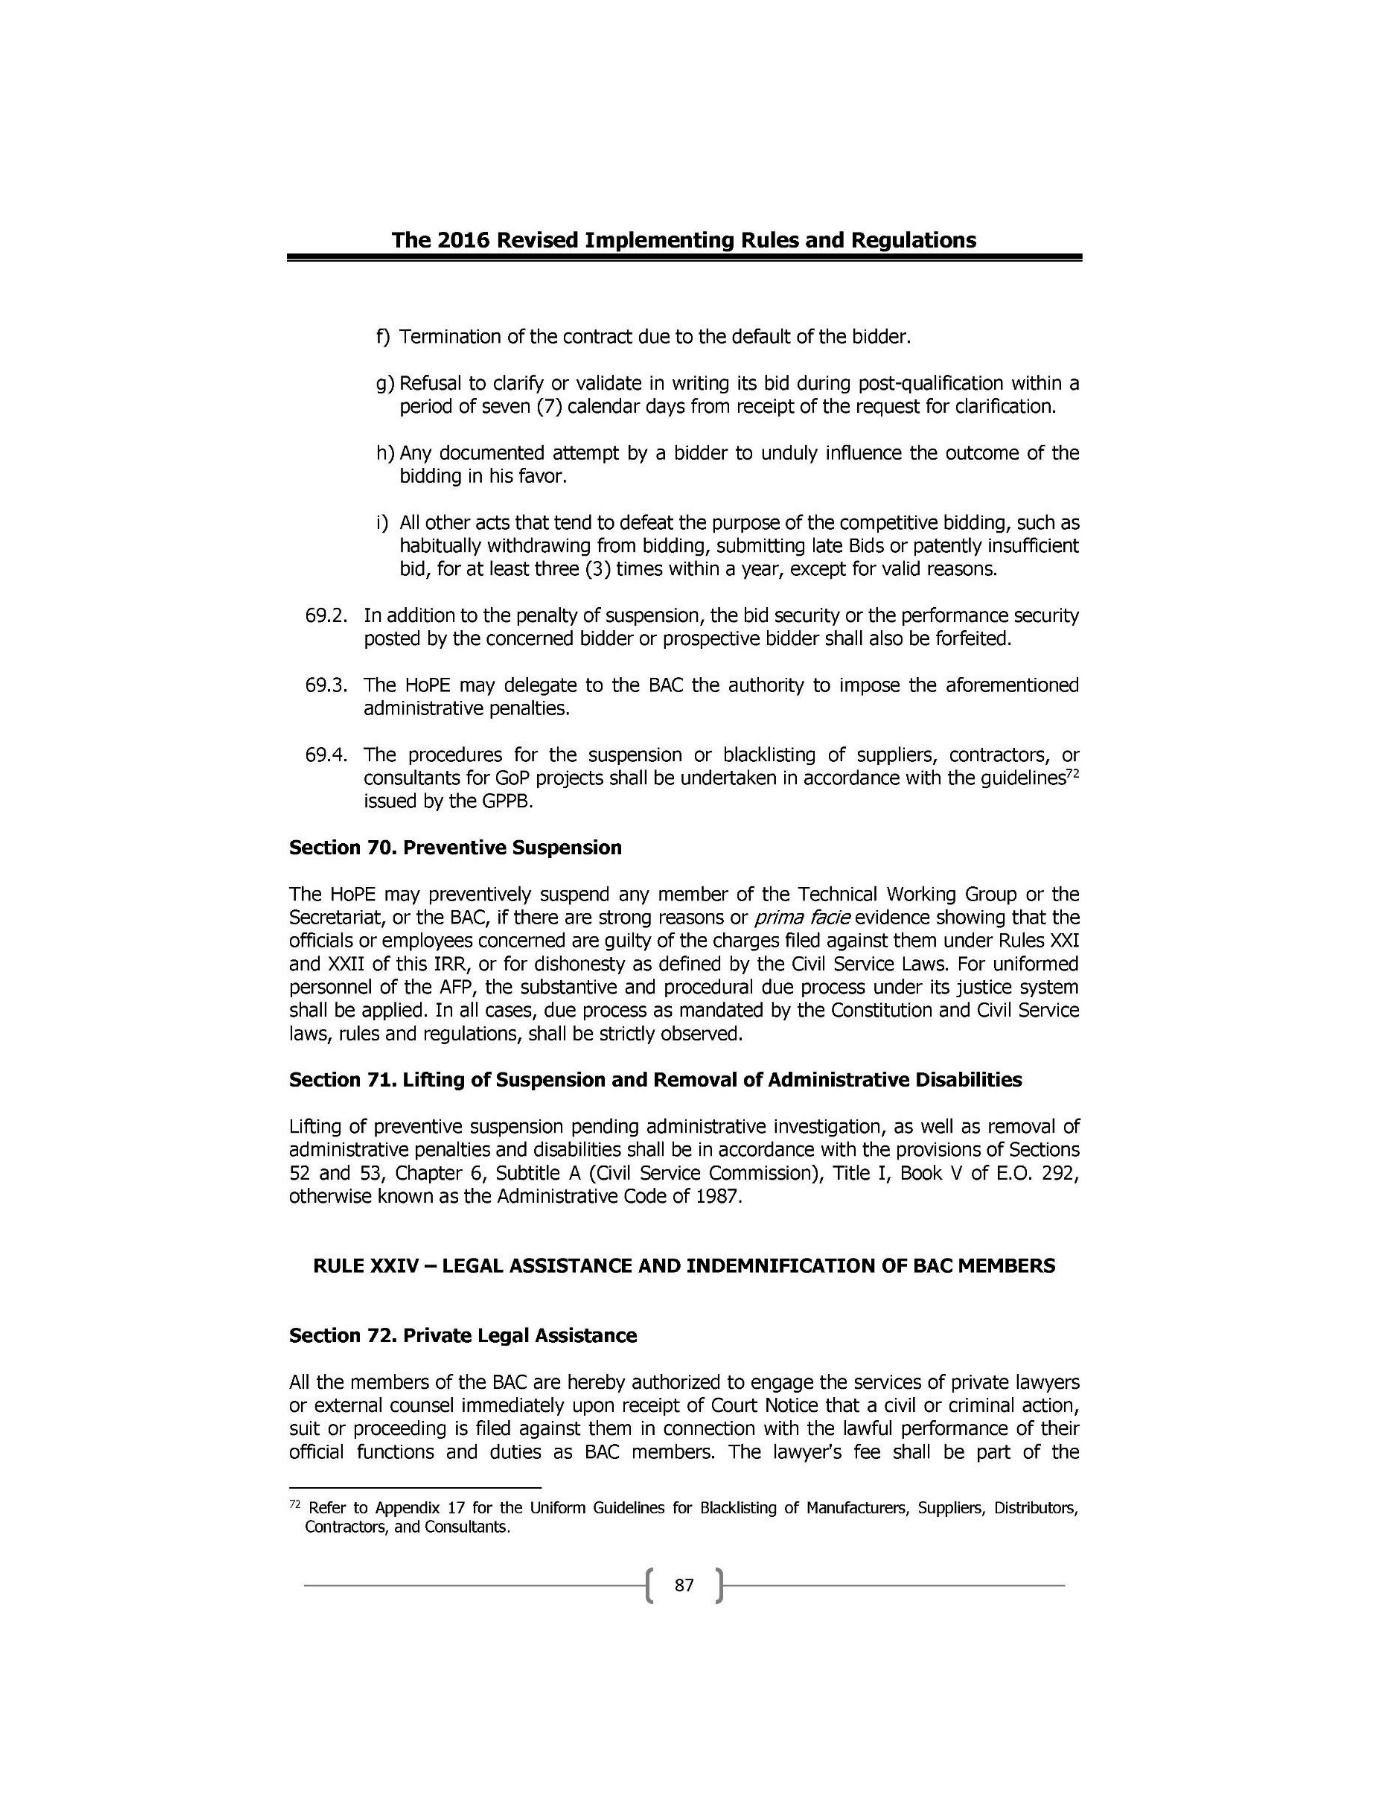 The 2016 Revised Implementing Rules and Regulations
f) Termination of the contract due to the default of the bidder.
g) Refusal to clarify or validate in writing its bid during post-qualification within a
period of seven (7) calendar days from receipt of the request for clarification.
h) Any documented attempt by a bidder to unduly influence the outcome of the
bidding in his favor.
i) All other acts that tend to defeat the purpose of the competitive bidding, such as
habitually withdrawing from bidding, submitting late Bids or patently insufficient
bid, for at least three (3) times within a year, except for valid reasons.
69.2. In addition to the penalty of suspension, the bid security or the performance security
posted by the concerned bidder or prospective bidder shall also be forfeited.
69.3. The HoPE may delegate to the BAC the authority to impose the aforementioned
administrative penalties.
69.4. The procedures for the suspension or blacklisting of suppliers, contractors, or
consultants for GoP projects shall be undertaken in accordance with the guidelines72
issued by the GPPB.
Section 70. Preventive Suspension
The HoPE may preventively suspend any member of the Technical Working Group or the
Secretariat, or the BAC, if there are strong reasons or prima facie evidence showing that the
officials or employees concerned are guilty of the charges filed against them under Rules XXI
and XXII of this IRR, or for dishonesty as defined by the Civil Service Laws. For uniformed
personnel of the AFP, the substantive and procedural due process under its justice system
shall be applied. In all cases, due process as mandated by the Constitution and Civil Service
laws, rules and regulations, shall be strictly observed.
Section 71. Lifting of Suspension and Removal of Administrative Disabilities
Lifting of preventive suspension pending administrative investigation, as well as removal of
administrative penalties and disabilities shall be in accordance with the provisions of Sections
52 and 53, Chapter 6, Subtitle A (Civil Service Commission), Title I, Book V of E.O. 292,
otherwise known as the Administrative Code of 1987.
RULE XXIV – LEGAL ASSISTANCE AND INDEMNIFICATION OF BAC MEMBERS
Section 72. Private Legal Assistance
All the members of the BAC are hereby authorized to engage the services of private lawyers
or external counsel immediately upon receipt of Court Notice that a civil or criminal action,
suit or proceeding is filed against them in connection with the lawful performance of their
official functions and duties as BAC members. The lawyer's fee shall be part of the
72 Refer to Appendix 17 for the Uniform Guidelines for Blacklisting of Manufacturers, Suppliers, Distributors,
Contractors, and Consultants.
87